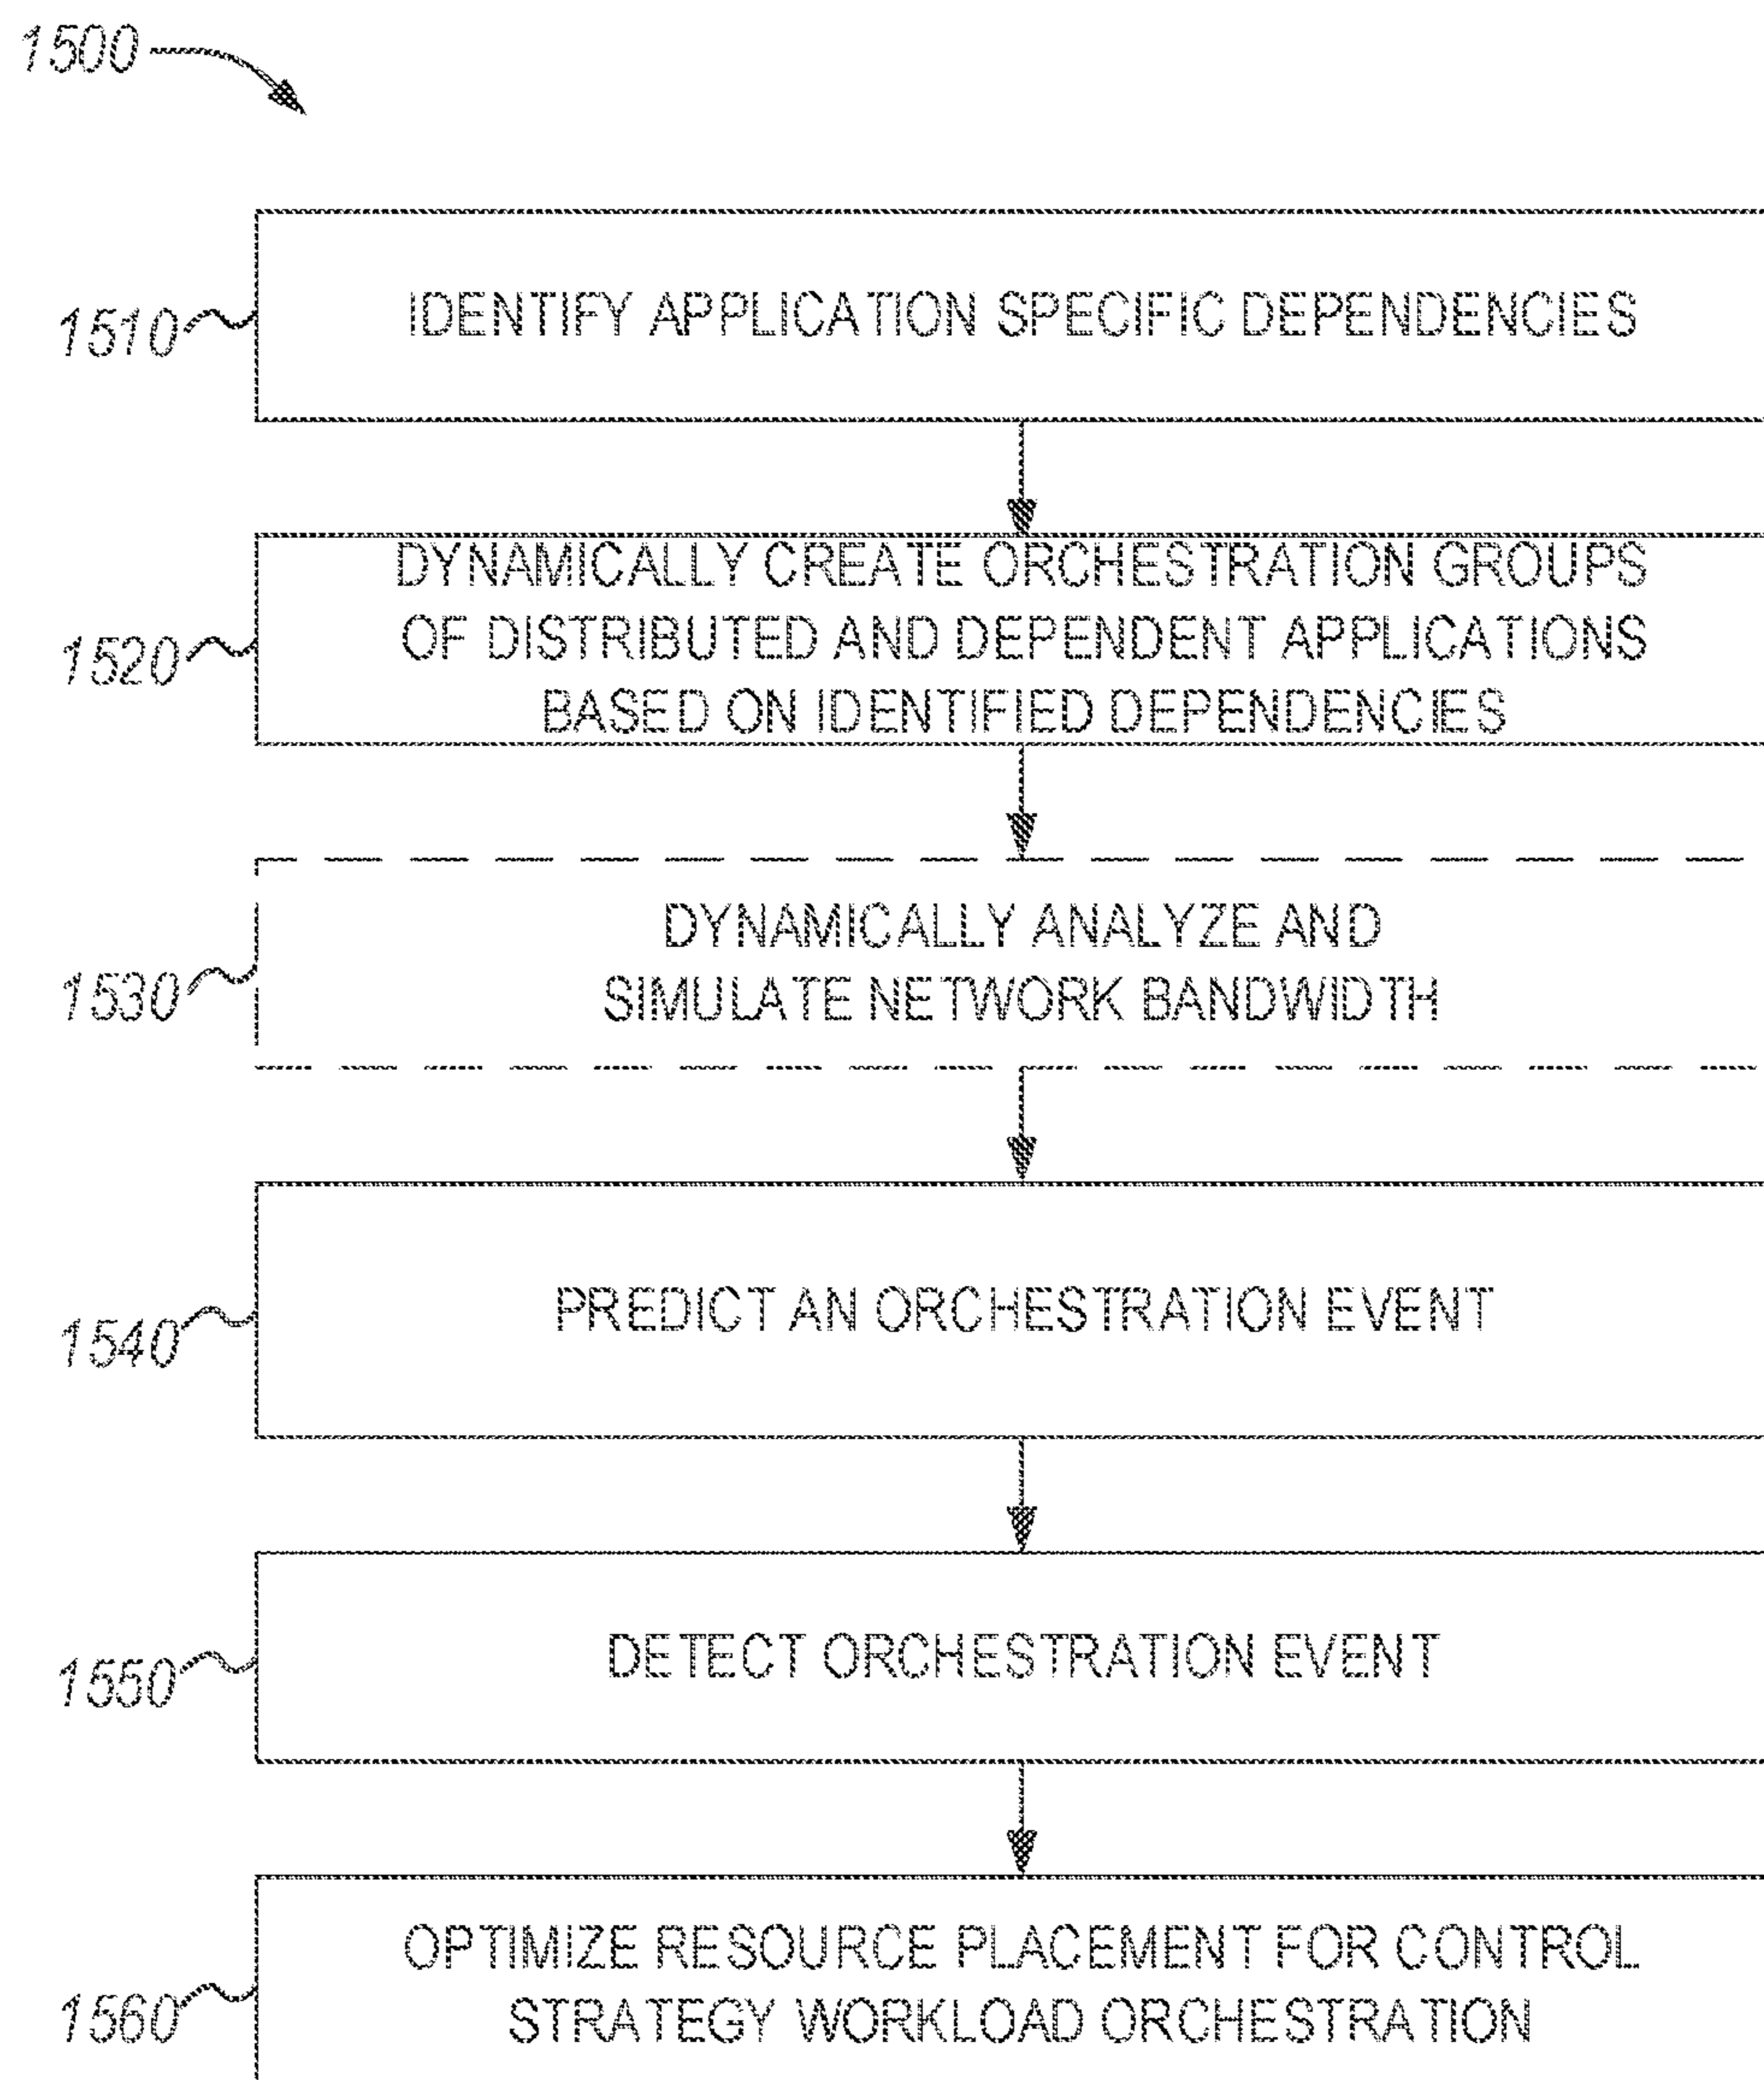 1500
1510
IDENTIFY APPLICATION SPECIFIC DEPENDENCIES
1520
DYNAMICALLY CREATE ORCHESTRATION GROUPS
OF DISTRIBUTED AND DEPENDENT APPLICATIONS
BASED ON IDENTIFIED DEPENDENCIES
1530
DYNAMICALLY ANALYZE AND
SIMULATE NETWORK BANDWIDTH
1540
PREDICT AN ORCHESTRATION EVENT
1550
DETECT ORCHESTRATION EVENT
1560
OPTIMIZE RESOURCE PLACEMENT FOR CONTROL
STRATEGY WORKLOAD ORCHESTRATION